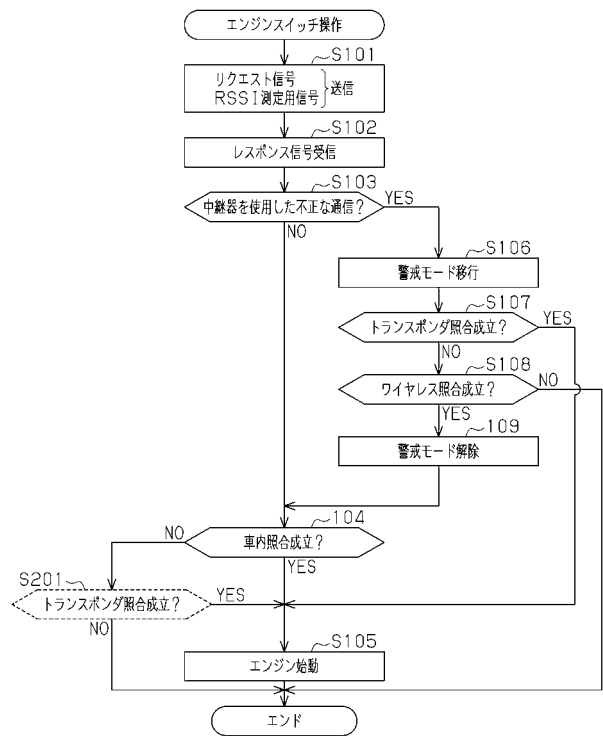 エンジンスイッチ操作
S101
リクエスト信号
RSSI測定用信号
送信
S102
レスポンス信号受信
S103
中継器を使用した不正な通信?
YES
NO
S106
警戒モード移行
S107
トランスポンダ照合成立?
YES
NO
S108
ワイヤレス照合成立?
NO
YES
109
警戒モード解除
104
車内照合成立?
NO
YES
S201
トランスポンダ照合成立?
YES
NO
S105
エンジン始動
エンド